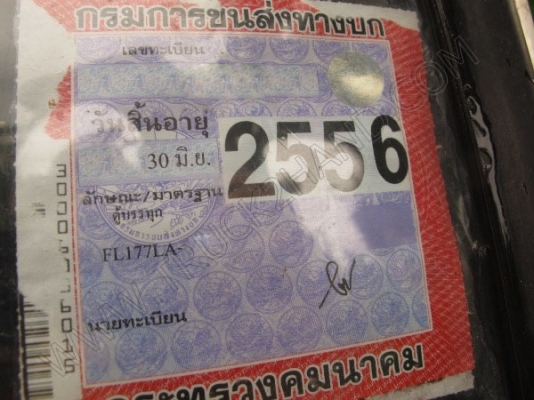 กรมการขนส่งทางบก
เลขทะเบียน
วันสิ้นอายุ
30 มิ.ย.
2556
ลักษณะ/มาตรฐาน
ตู้บรรทุก
FL177LA-
นายทะเบียน
กระทรวงคมนาคม